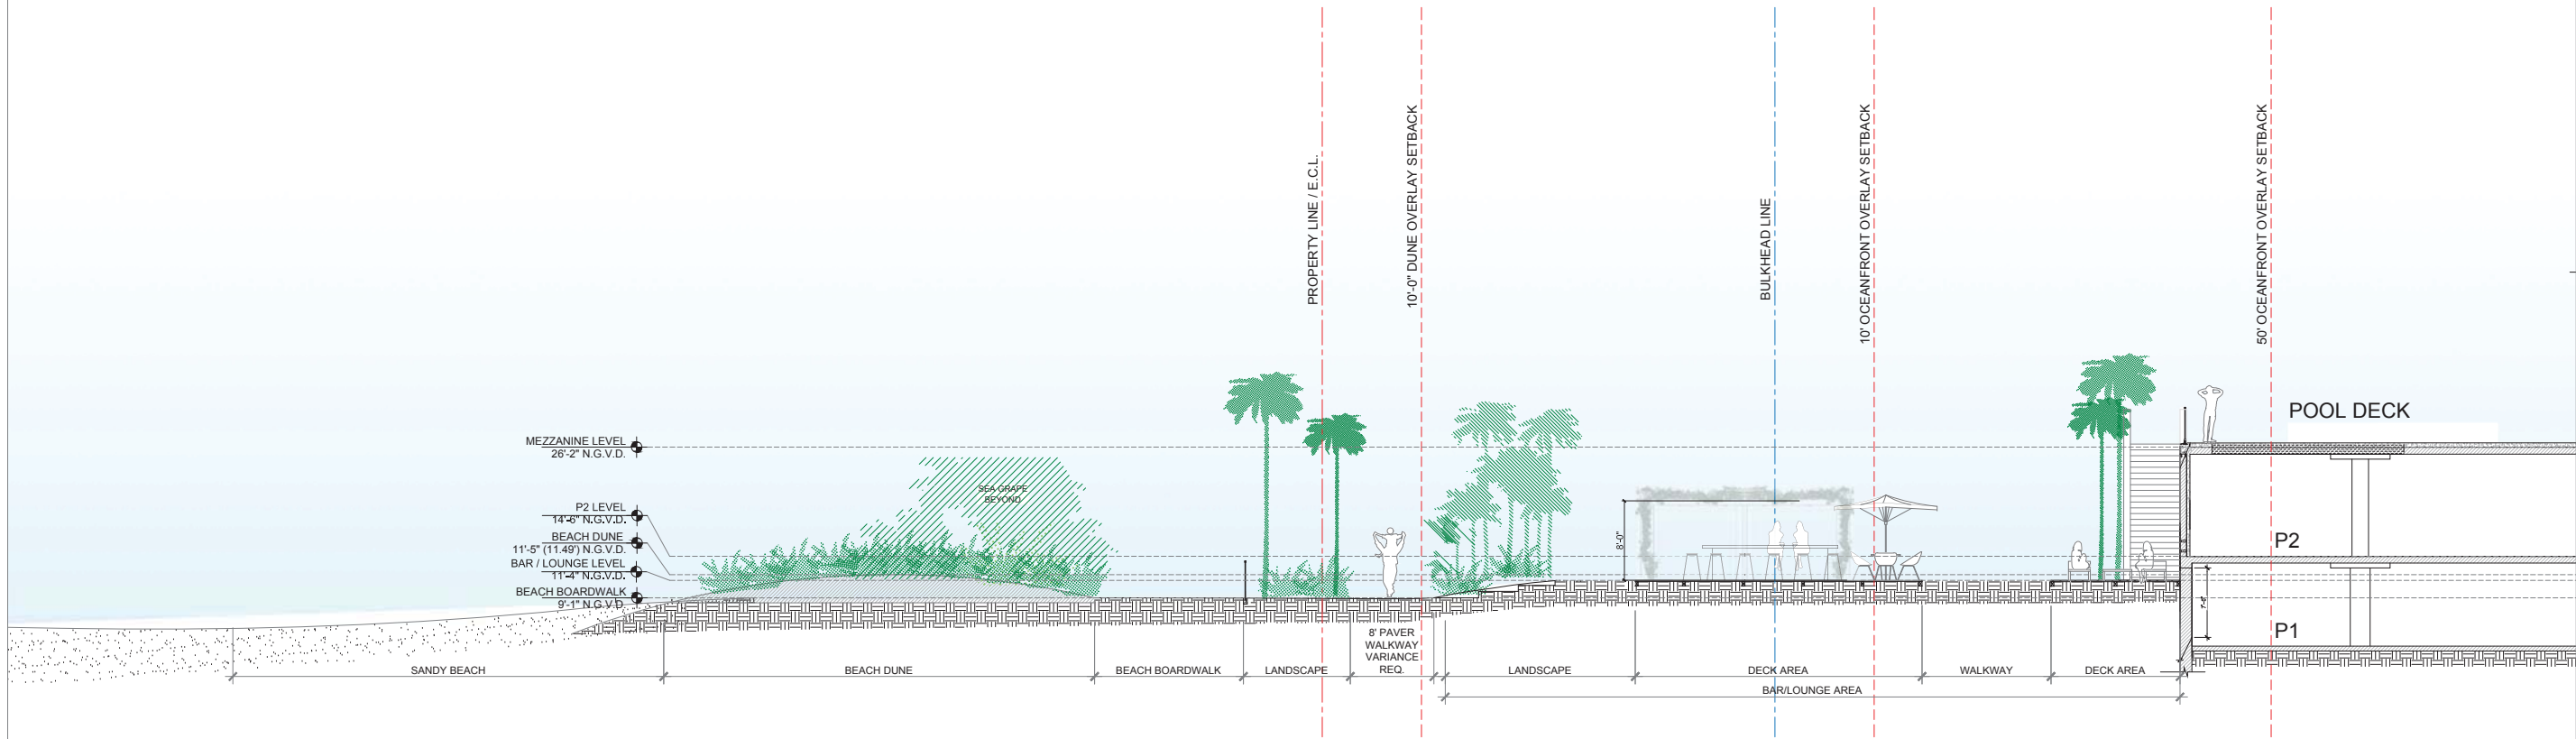 PROPERTY LINE / E.C.L.
10'-0" DUNE OVERLAY SETBACK
BULKHEAD LINE
10' OCEANFRONT OVERLAY SETBACK
50' OCEANFRONT OVERLAY SETBACK
POOL DECK
MEZZANINE LEVEL
26'-2" N.G.V.D.
SEA GRAPE
BEYOND
P2 LEVEL
14'-6" N.G.V.D.
BEACH DUNE
11'-5" (11.49') N.G.V.D.
BAR / LOUNGE LEVEL
11'-4" N.G.V.D.
BEACH BOARDWALK
9'-1" N.G.V.D.
8'-0"
P2
P1
SANDY BEACH
BEACH DUNE
BEACH BOARDWALK
LANDSCAPE
8' PAVER
WALKWAY
VARIANCE
REQ.
LANDSCAPE
DECK AREA
WALKWAY
DECK AREA
BAR/LOUNGE AREA